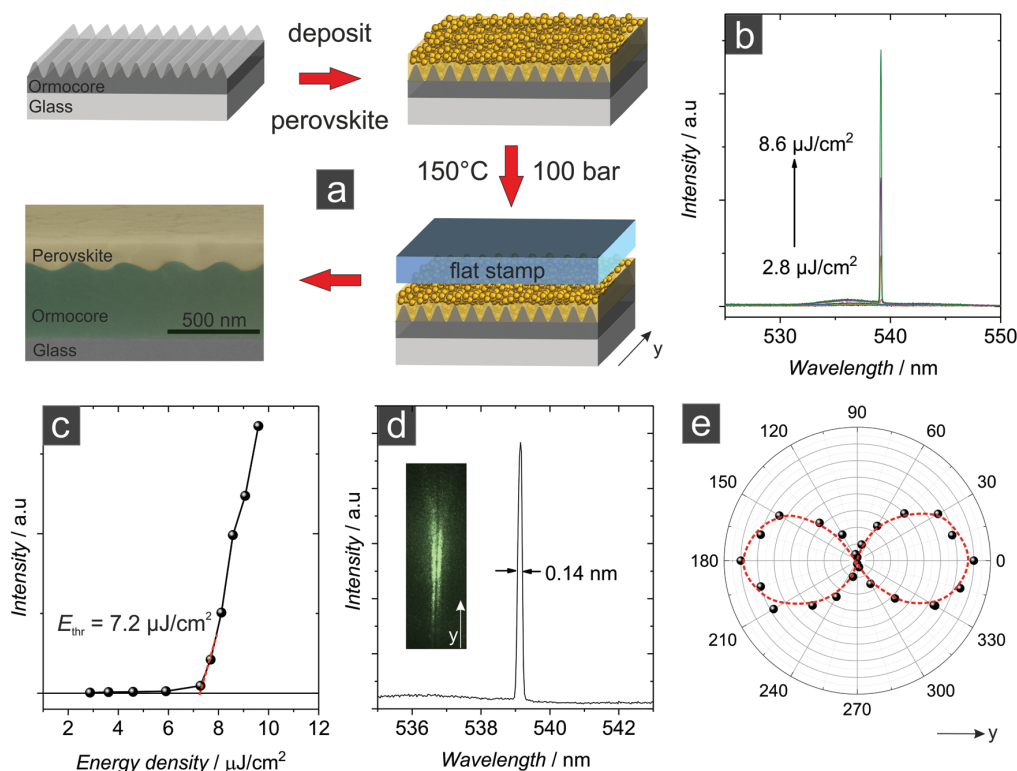 deposit
perovskite
Ormocore
Glass
a
150°C
100 bar
flat stamp
y
Perovskite
Ormocore
500 nm
Glass
b
Intensity / a.u
8.6 µJ/cm²
2.8 µJ/cm²
530
540
550
Wavelength / nm
c
Intensity / a.u
Ethr = 7.2 µJ/cm²
2
4
6
8
10
12
Energy density / µJ/cm²
d
Intensity / a.u
0.14 nm
y
536
538
540
542
Wavelength / nm
e
90
120
60
150
30
180
0
210
330
240
300
270
y